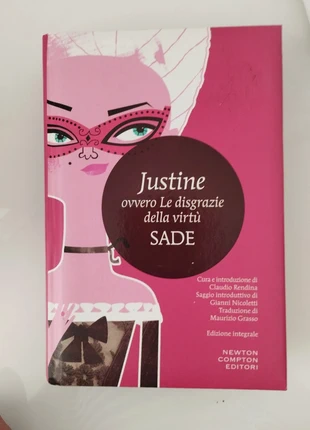 Justine
ovvero Le disgrazie
della virtù
SADE
Cura e introduzione di
Claudio Rendina
Saggio introduttivo di
Gianni Nicoletti
Traduzione di
Maurizio Grasso
Edizione integrale
NEWTON
COMPTON
EDITORI